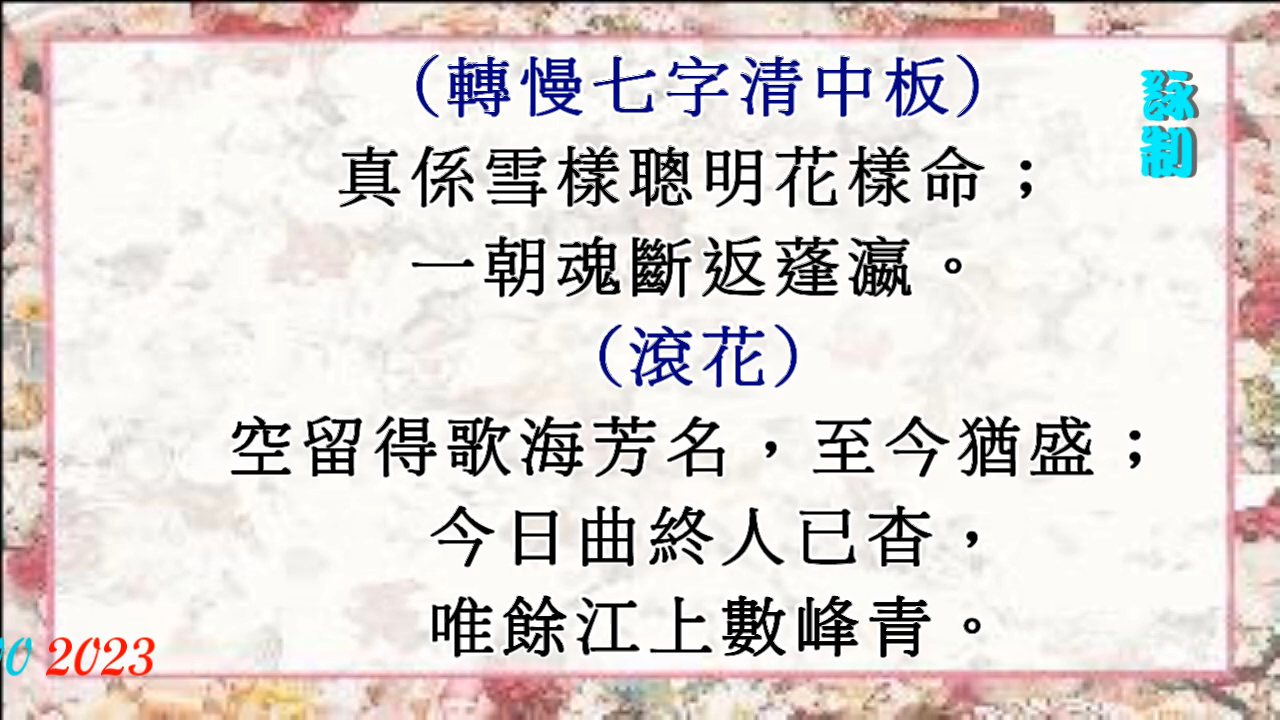 （轉慢七字清中板）
真係雪樣聰明花樣命；
一朝魂斷返蓬瀛。
（滾花）
空留得歌海芳名，至今猶盛；
今日曲終人已杳，
唯餘江上數峰青。
制
2023